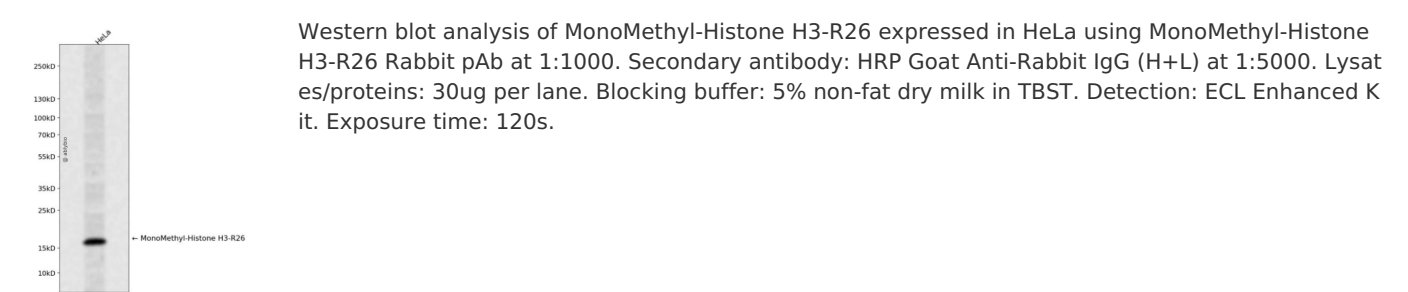 HeLa
250kD
130kD
100kD
70kD
55kD
35kD
25kD
15kD
10kD
@ ablybio
← MonoMethyl-Histone H3-R26
Western blot analysis of MonoMethyl-Histone H3-R26 expressed in HeLa using MonoMethyl-Histone
H3-R26 Rabbit pAb at 1:1000. Secondary antibody: HRP Goat Anti-Rabbit IgG (H+L) at 1:5000. Lysat
es/proteins: 30ug per lane. Blocking buffer: 5% non-fat dry milk in TBST. Detection: ECL Enhanced K
it. Exposure time: 120s.